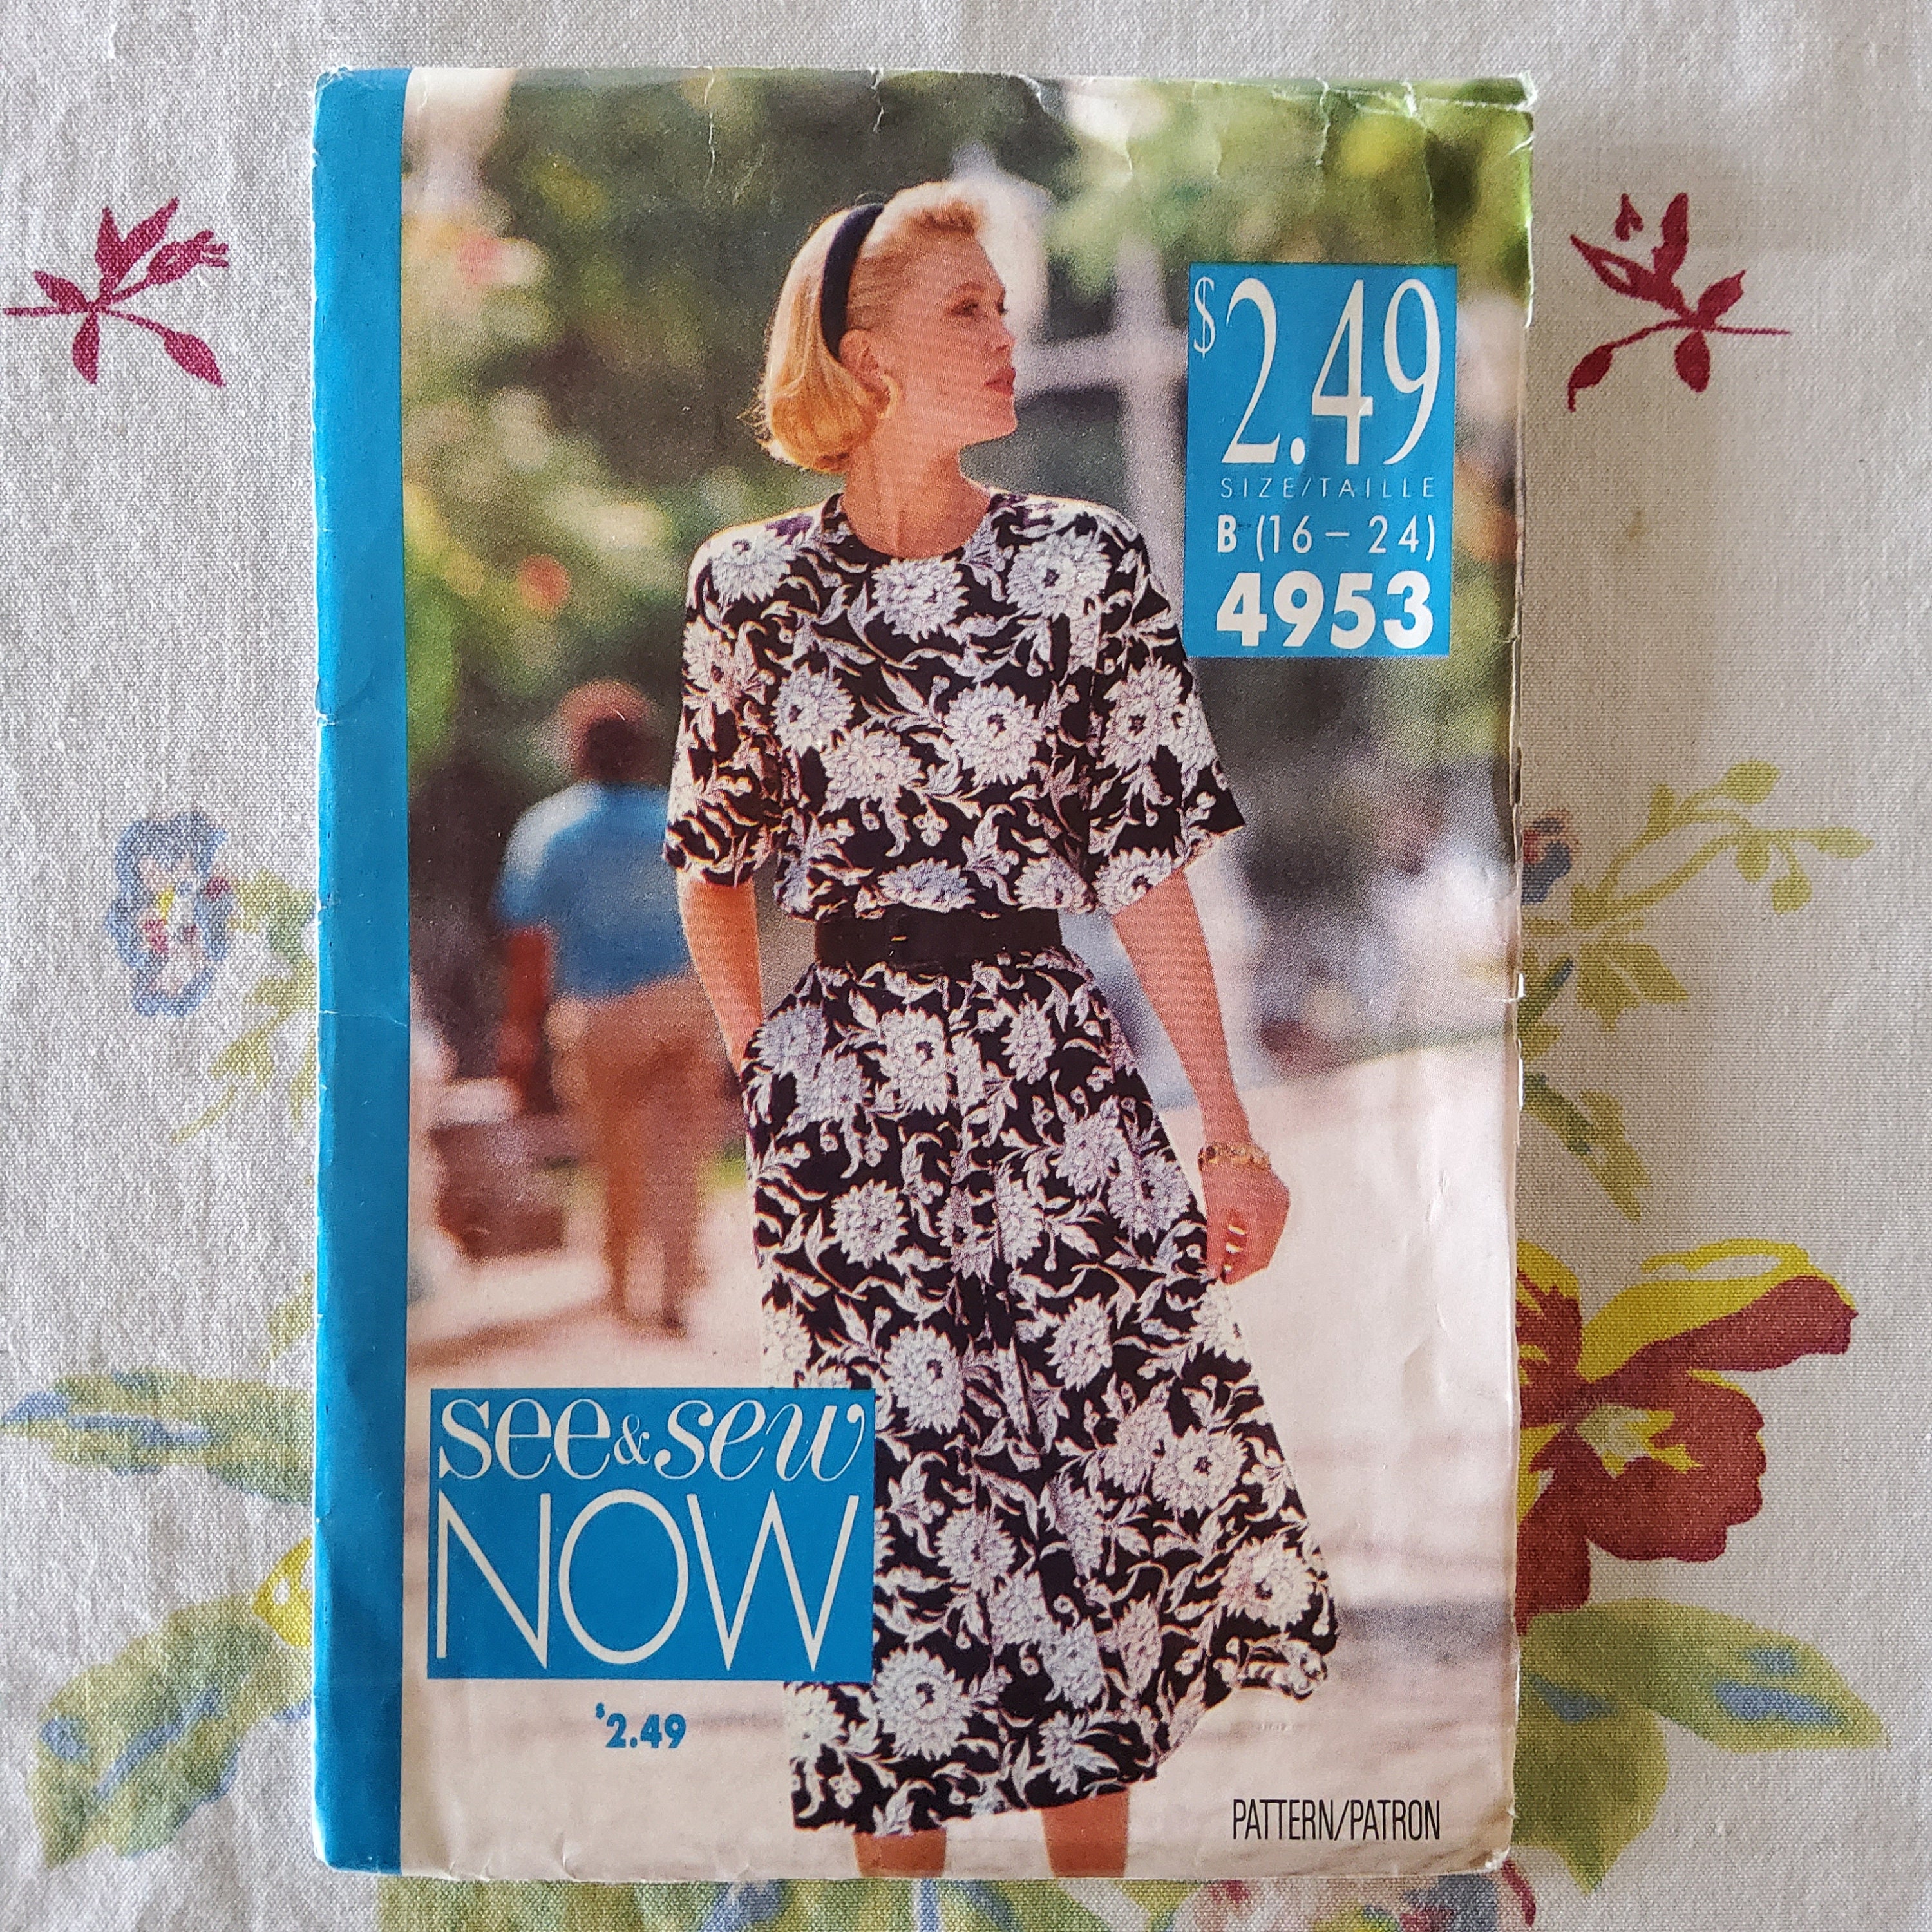 $2.49
SIZE/TAILLE
B (16-24)
4953
see & sew
NOW
$2.49
PATTERN/PATRON